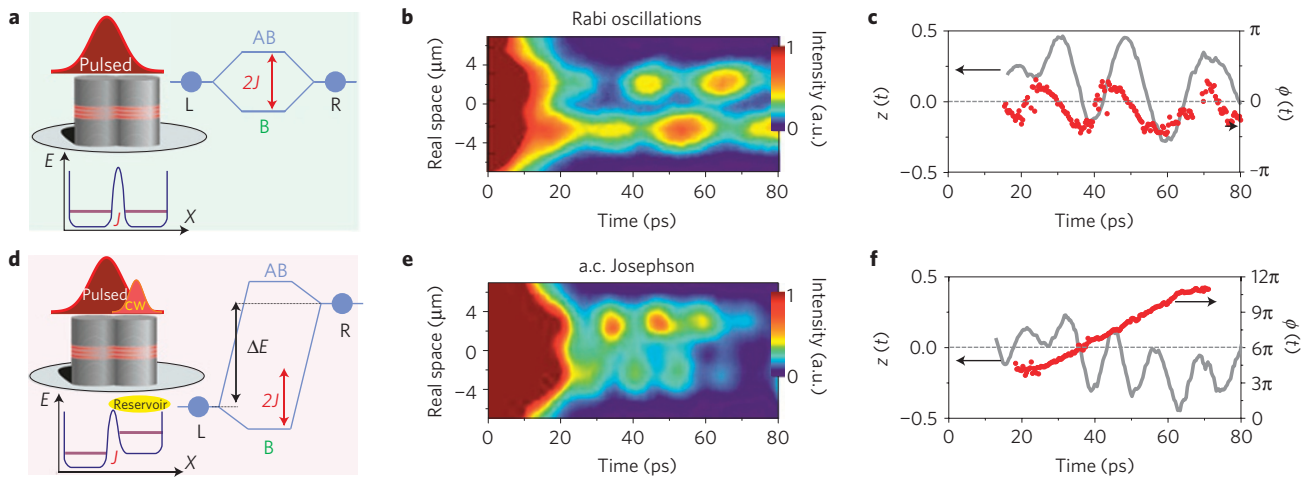 a
Pulsed
L
AB
2J
B
R
E
J
X
b
Rabi oscillations
Real space (μm)
4
0
−4
0
20
40
60
80
Time (ps)
1
0
Intensity (a.u.)
c
z (t)
0.5
0.0
−0.5
20
40
60
80
Time (ps)
π
0
−π
ϕ (t)
d
Pulsed
CW
L
AB
ΔE
2J
B
R
E
Reservoir
J
X
e
a.c. Josephson
Real space (μm)
4
0
−4
0
20
40
60
80
Time (ps)
1
0
Intensity (a.u.)
f
z (t)
0.5
0.0
−0.5
20
40
60
80
Time (ps)
12π
9π
6π
3π
0
ϕ (t)